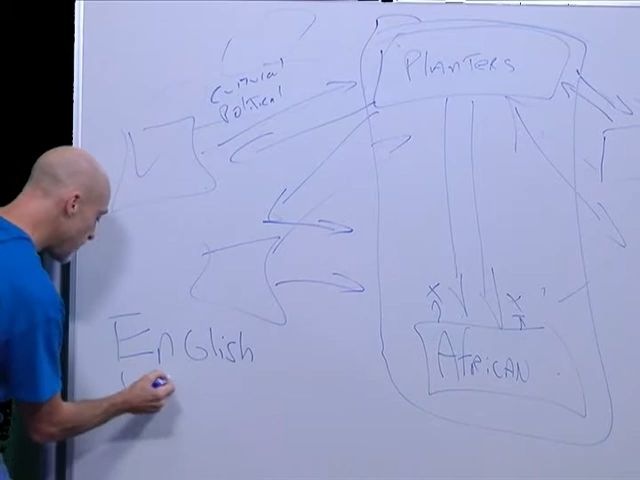 PLANTERS
Cultural
Political
ENGlish
AFRICAN